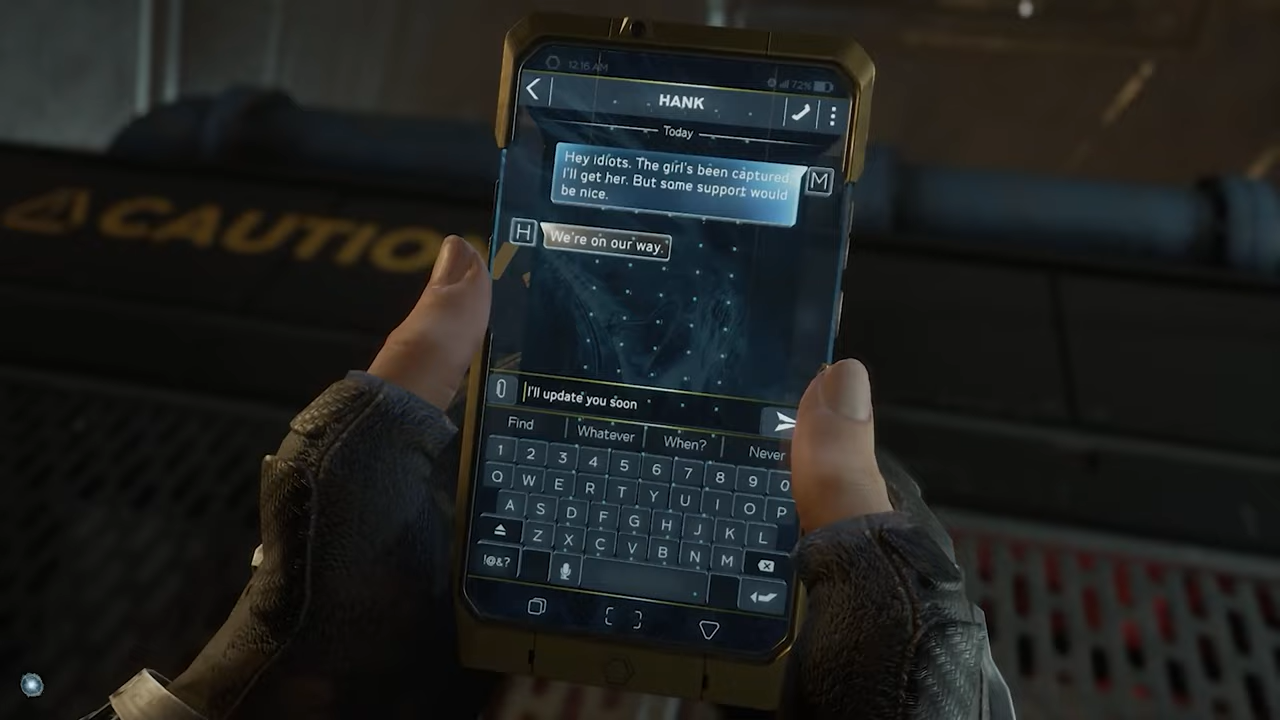 12:16 AM
72%
HANK
Today
Hey idiots. The girl's been captured
I'll get her. But some support would
be nice.
M
H
We're on our way.
CAUTION
I'll update you soon
Find Whatever When? Never
1 2 3 4 5 6 7 8 9 0
Q W E R T Y U I O P
A S D F G H J K L
Z X C V B N M
!@&?